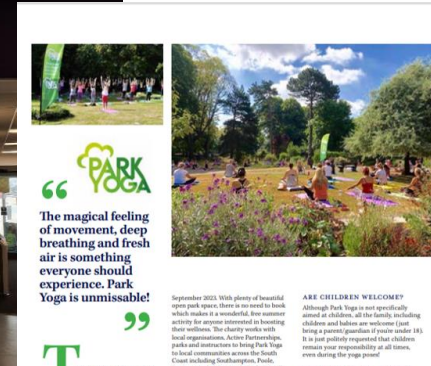 PARK
YOGA
“
The magical feeling
of movement, deep
breathing and fresh
air is something
everyone should
experience. Park
Yoga is unmissable!
”
T
September 2023. With plenty of beautiful
open park space, there is no need to book
which makes it a wonderful, free summer
activity for anyone interested in boosting
their wellness. The charity works with
local organisations, Active Partnerships,
parks and instructors to bring Park Yoga
to local communities across the South
Coast including Southampton, Poole,
ARE CHILDREN WELCOME?
Although Park Yoga is not specifically
aimed at children, all the family, including
children and babies are welcome (just
bring a parent/guardian if you're under 18).
It is just politely requested that children
remain your responsibility at all times,
even during the yoga poses!